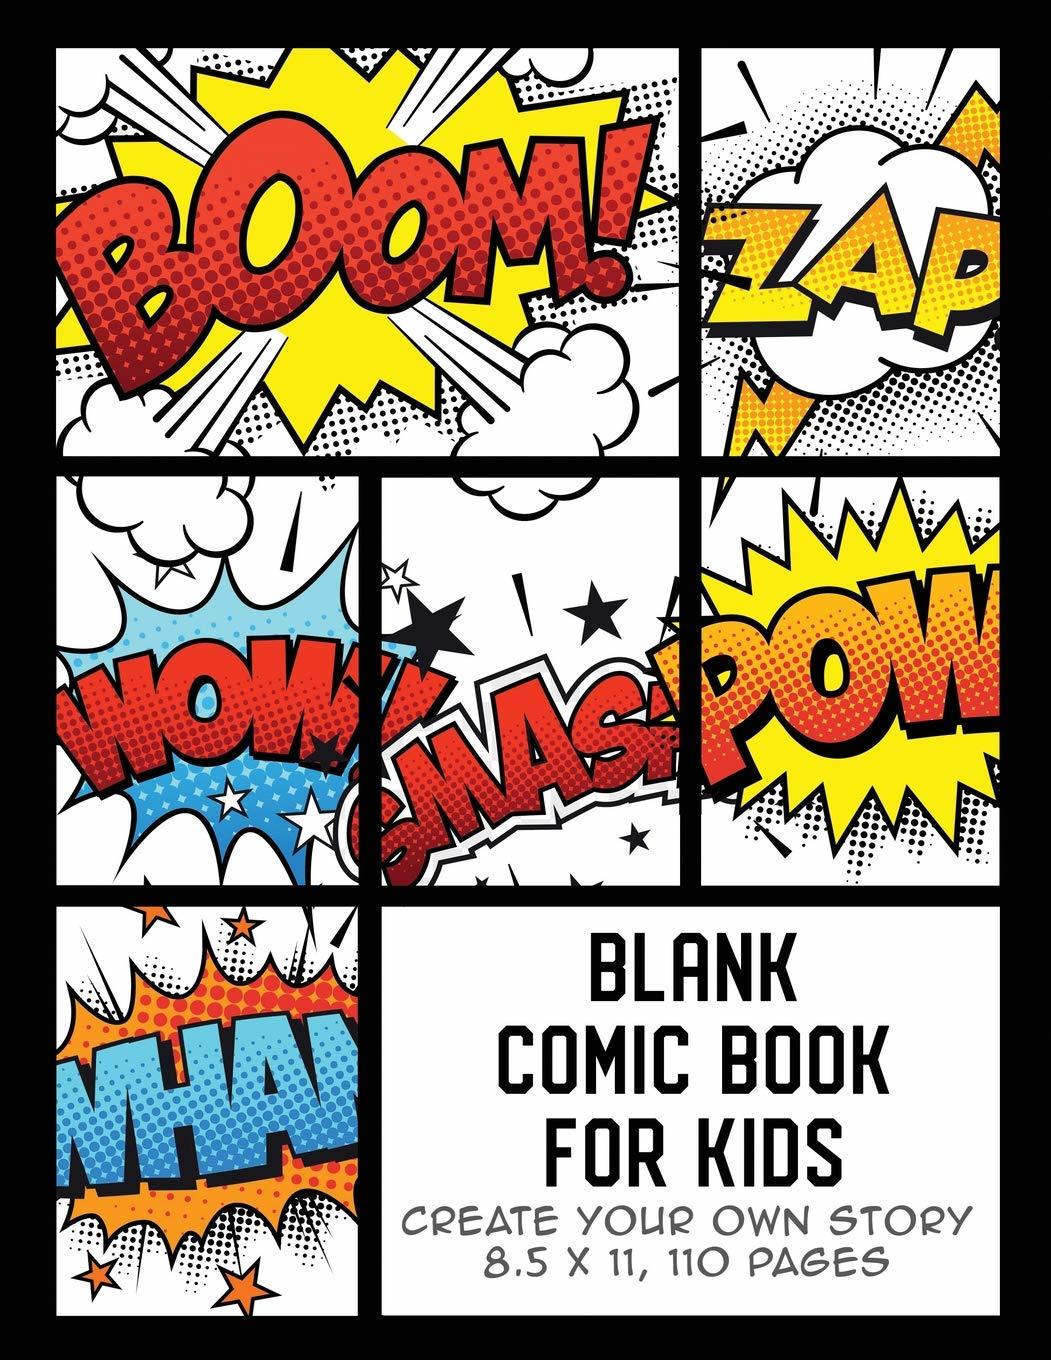 BOOM!
ZAP
WOW
SMASH
POW
WHAM
BLANK
COMIC BOOK
FOR KIDS
CREATE YOUR OWN STORY
8.5 X 11, 110 PAGES